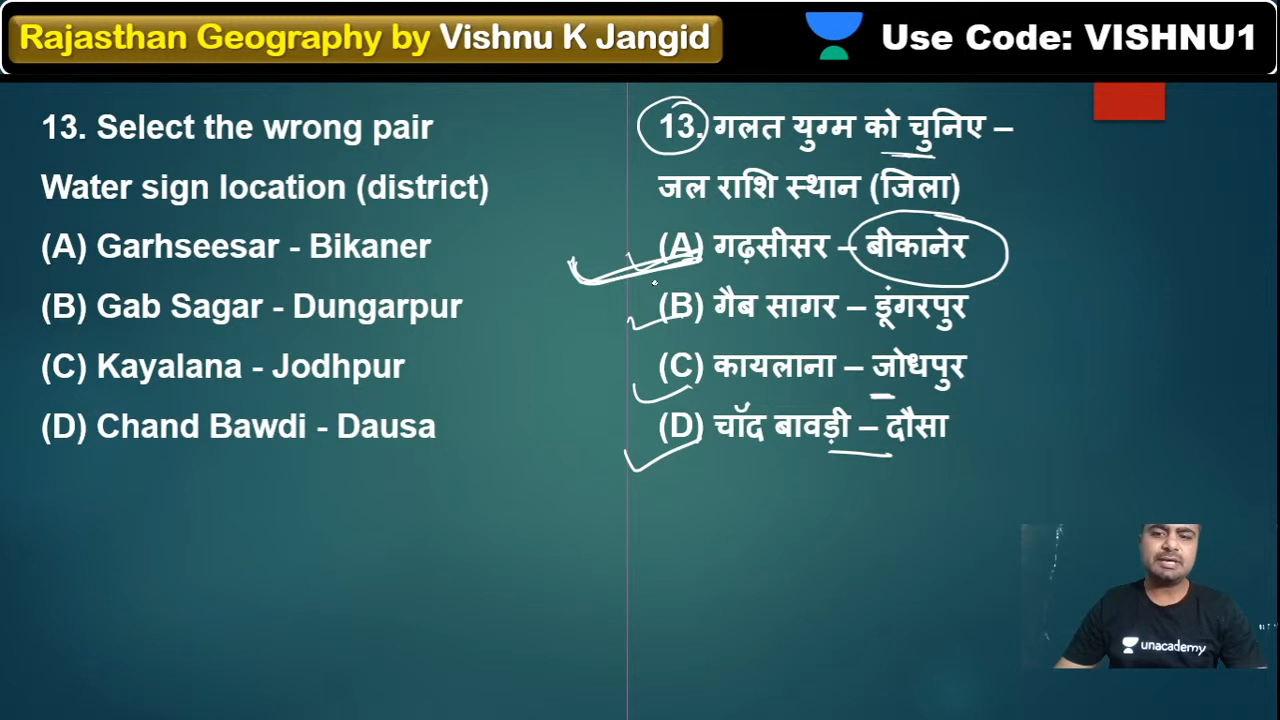 Rajasthan Geography by Vishnu K Jangid
Use Code: VISHNU1
13. Select the wrong pair
Water sign location (district)
(A) Garhseesar - Bikaner
(B) Gab Sagar - Dungarpur
(C) Kayalana - Jodhpur
(D) Chand Bawdi - Dausa
13. गलत युग्म को चुनिए –
जल राशि स्थान (जिला)
(A) गढ़सीसर – बीकानेर
(B) गैब सागर – डूंगरपुर
(C) कायलाना – जोधपुर
(D) चॉद बावड़ी – दौसा
unacademy